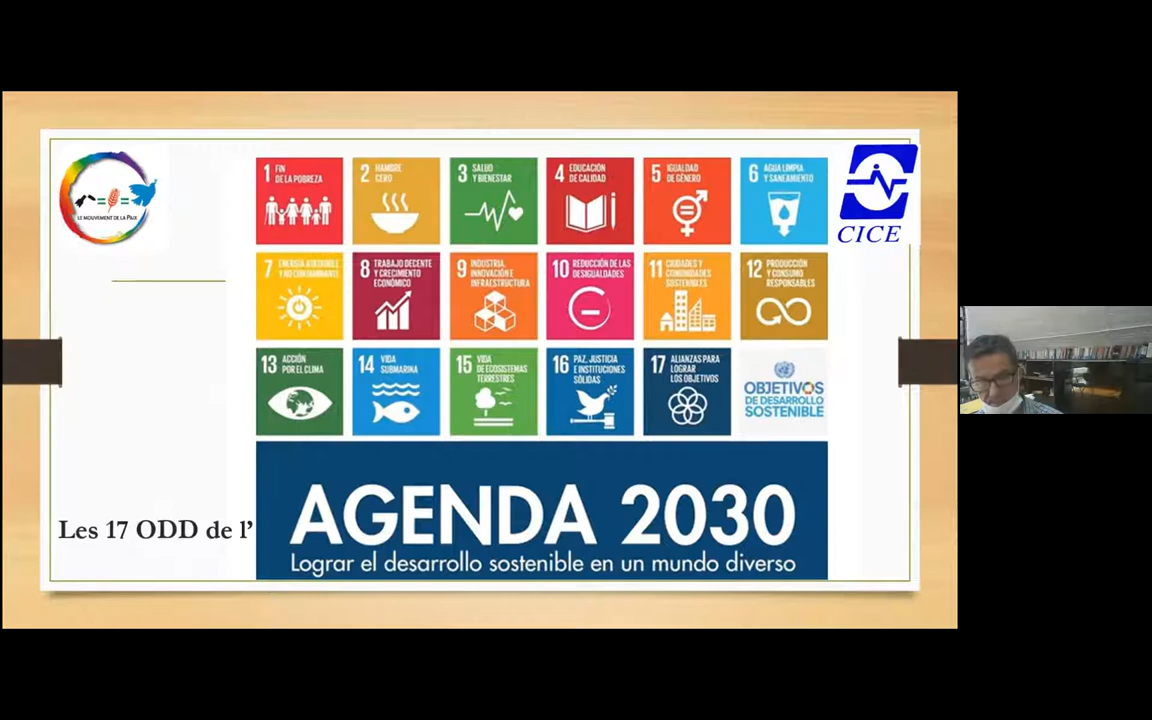 LE MOUVEMENT DE LA PAIX
1 FIN
DE LA POBREZA
2 HAMBRE
CERO
3 SALUD
Y BIENESTAR
4 EDUCACIÓN
DE CALIDAD
5 IGUALDAD
DE GÉNERO
6 AGUA LIMPIA
Y SANEAMIENTO
CICE
7 ENERGÍA ASEQUIBLE
Y NO CONTAMINANTE
8 TRABAJO DECENTE
Y CRECIMIENTO
ECONÓMICO
9 INDUSTRIA,
INNOVACIÓN E
INFRAESTRUCTURA
10 REDUCCIÓN DE LAS
DESIGUALDADES
11 CIUDADES Y
COMUNIDADES
SOSTENIBLES
12 PRODUCCIÓN
Y CONSUMO
RESPONSABLES
13 ACCIÓN
POR EL CLIMA
14 VIDA
SUBMARINA
15 VIDA
DE ECOSISTEMAS
TERRESTRES
16 PAZ, JUSTICIA
E INSTITUCIONES
SÓLIDAS
17 ALIANZAS PARA
LOGRAR
LOS OBJETIVOS
OBJETIVOS
DE DESARROLLO
SOSTENIBLE
Les 17 ODD de l’
AGENDA 2030
Lograr el desarrollo sostenible en un mundo diverso